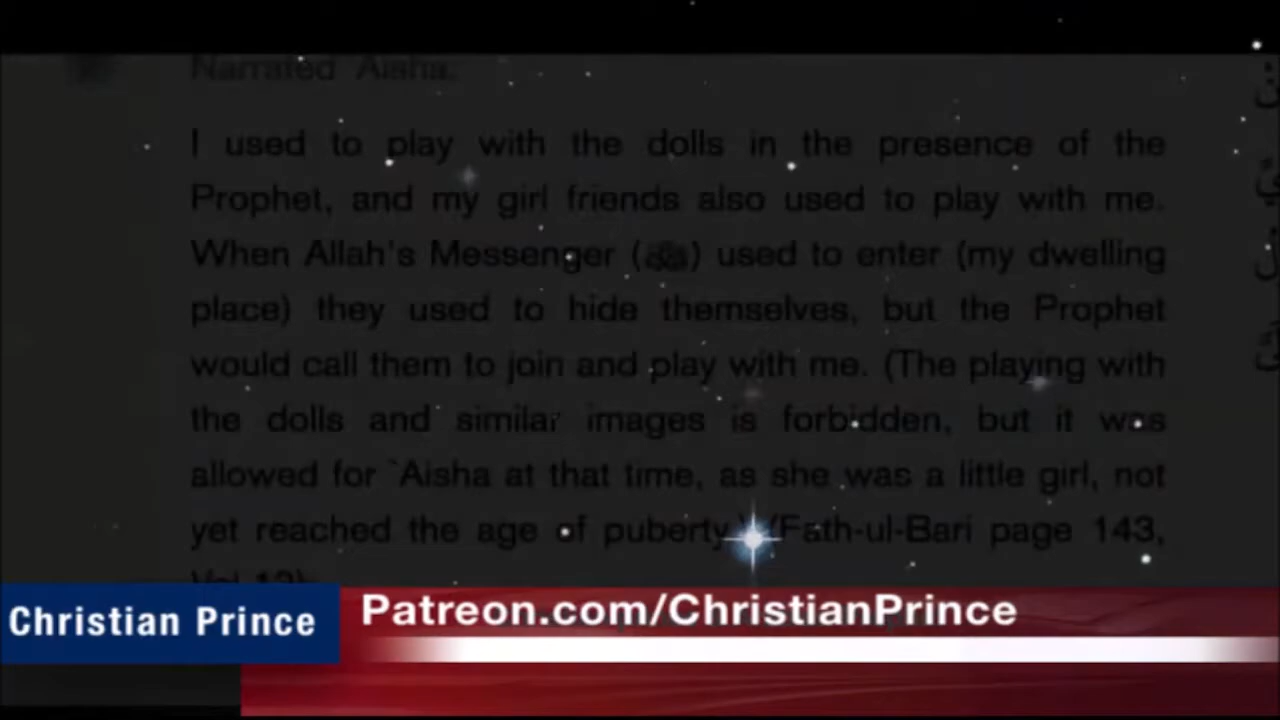 Narrated Aisha:
I used to play with the dolls in the presence of the
Prophet, and my girl friends also used to play with me.
When Allah's Messenger (ﷺ) used to enter (my dwelling
place) they used to hide themselves, but the Prophet
would call them to join and play with me. (The playing with
the dolls and similar images is forbidden, but it was
allowed for `Aisha at that time, as she was a little girl, not
yet reached the age of puberty.) (Fath-ul-Bari page 143,
Vol.13)
Christian Prince
Patreon.com/ChristianPrince